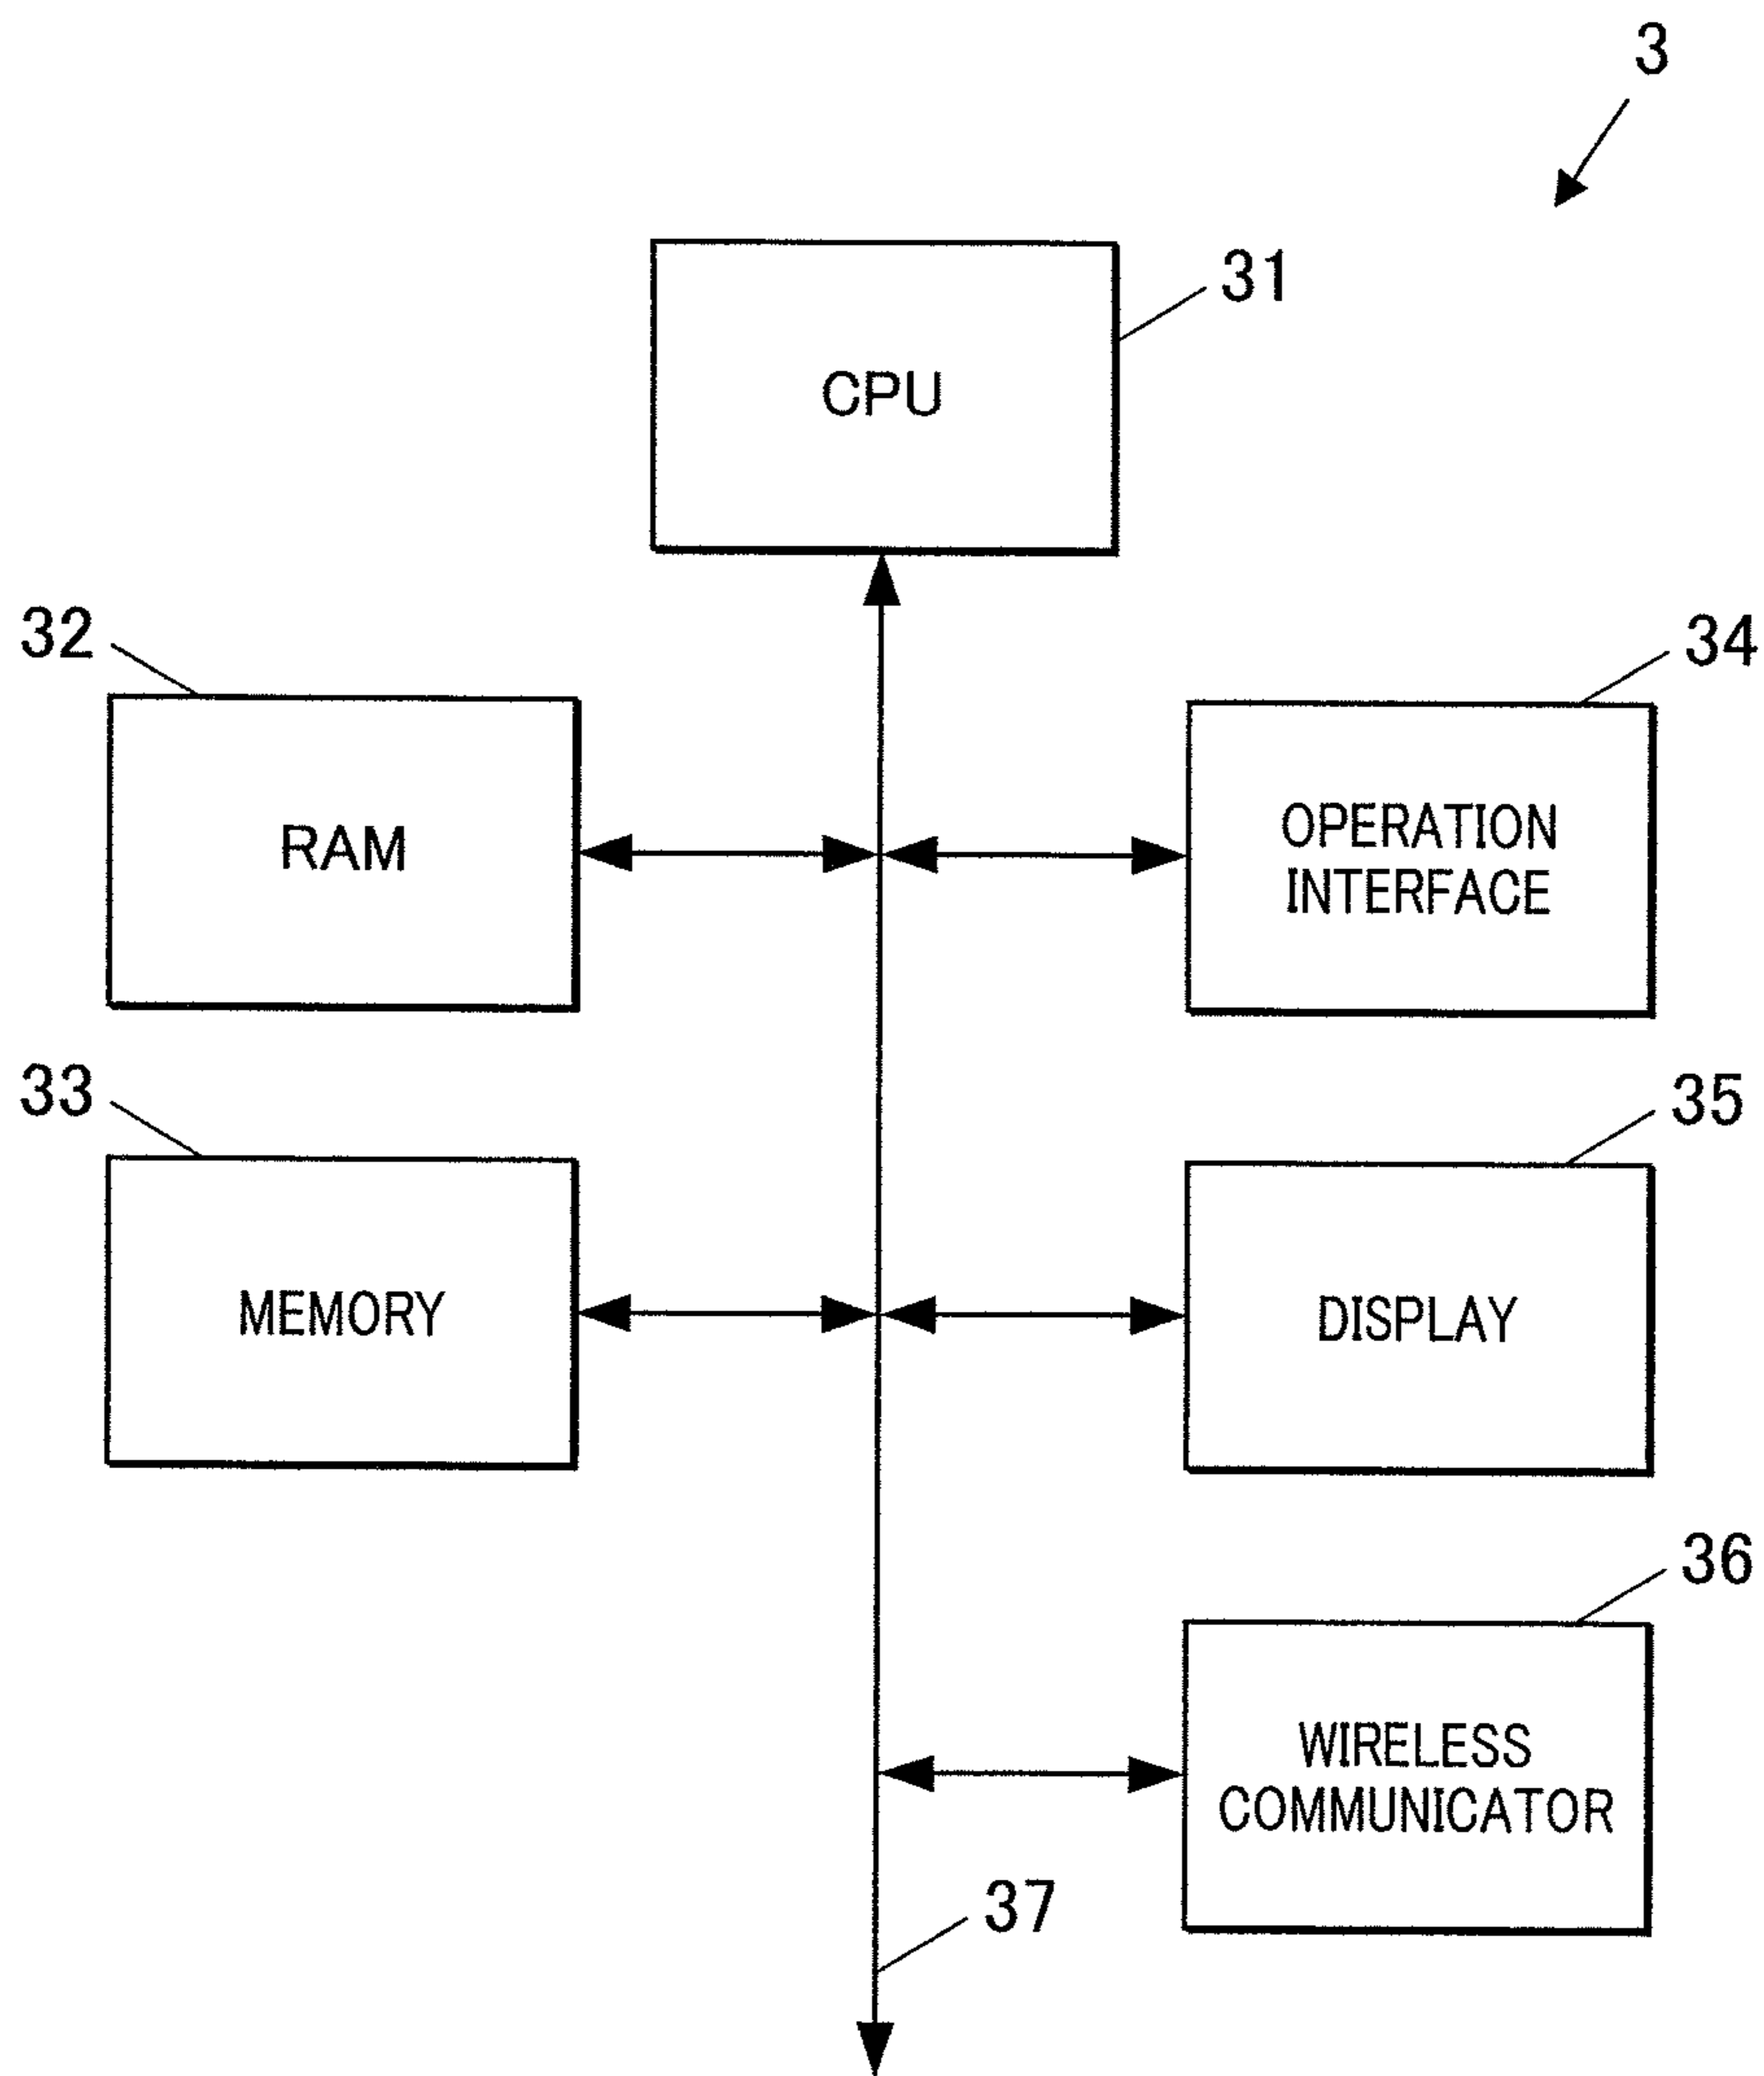 3
31
CPU
32
34
RAM
OPERATION
INTERFACE
33
35
MEMORY
DISPLAY
36
WIRELESS
COMMUNICATOR
37